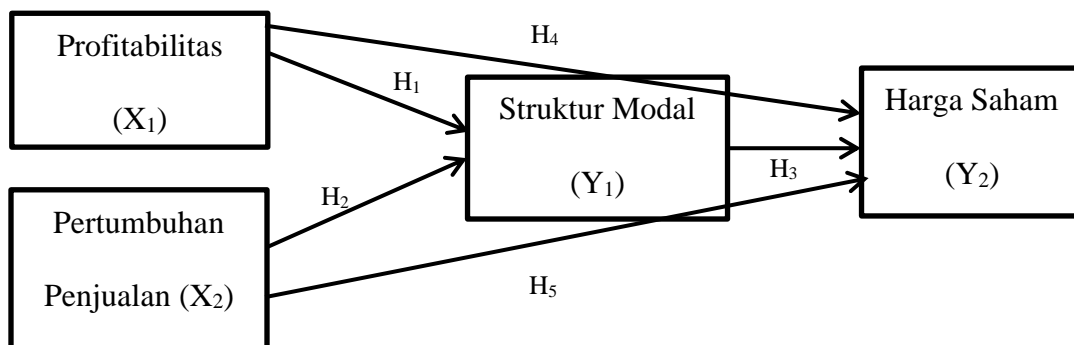 Profitabilitas
(X₁)
H₄
H₁
Struktur Modal
(Y₁)
Harga Saham
(Y₂)
H₃
H₂
Pertumbuhan
Penjualan (X₂)
H₅